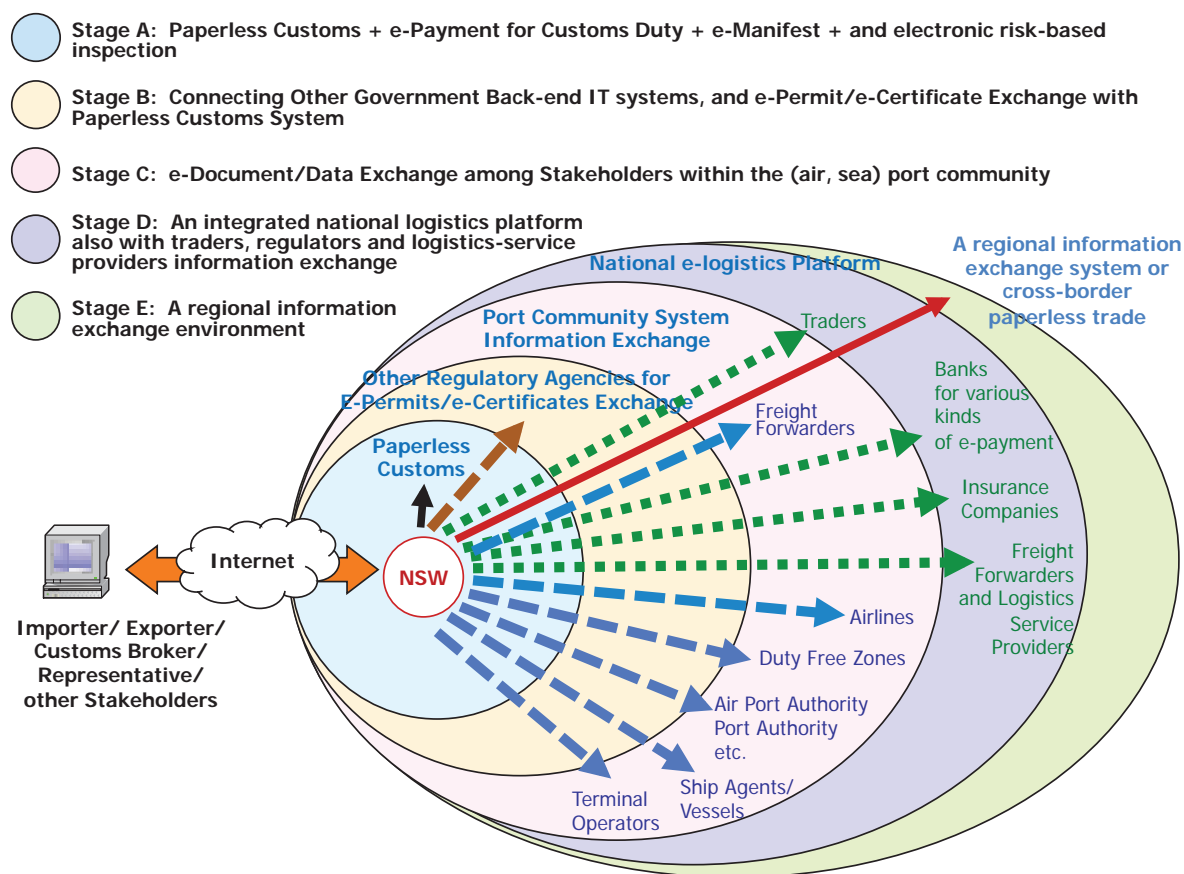 Stage A: Paperless Customs + e-Payment for Customs Duty + e-Manifest + and electronic risk-based
inspection
Stage B: Connecting Other Government Back-end IT systems, and e-Permit/e-Certificate Exchange with
Paperless Customs System
Stage C: e-Document/Data Exchange among Stakeholders within the (air, sea) port community
Stage D: An integrated national logistics platform
also with traders, regulators and logistics-service
providers information exchange
Stage E: A regional information
exchange environment
National e-logistics Platform
A regional information
exchange system or
cross-border
paperless trade
Port Community System
Information Exchange
Traders
Other Regulatory Agencies for
E-Permits/e-Certificates Exchange
Paperless
Customs
Freight
Forwarders
Banks
for various
kinds
of e-payment
Insurance
Companies
Internet
NSW
Freight
Forwarders
and Logistics
Service
Providers
Importer/ Exporter/
Customs Broker/
Representative/
other Stakeholders
Airlines
Duty Free Zones
Air Port Authority
Port Authority
etc.
Ship Agents/
Vessels
Terminal
Operators